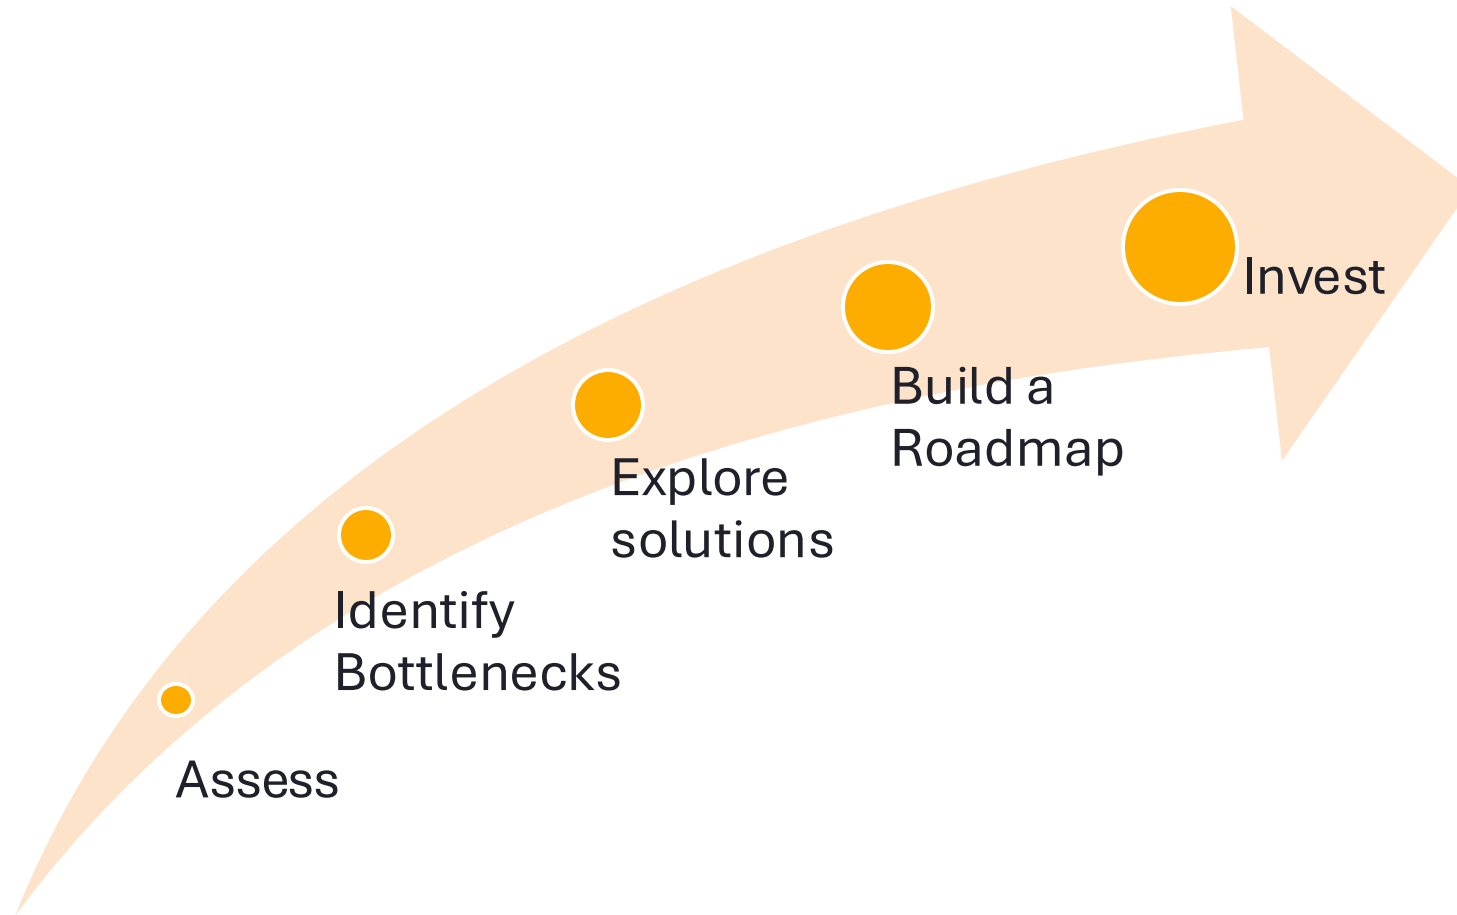 Assess
Identify
Bottlenecks
Explore
solutions
Build a
Roadmap
Invest